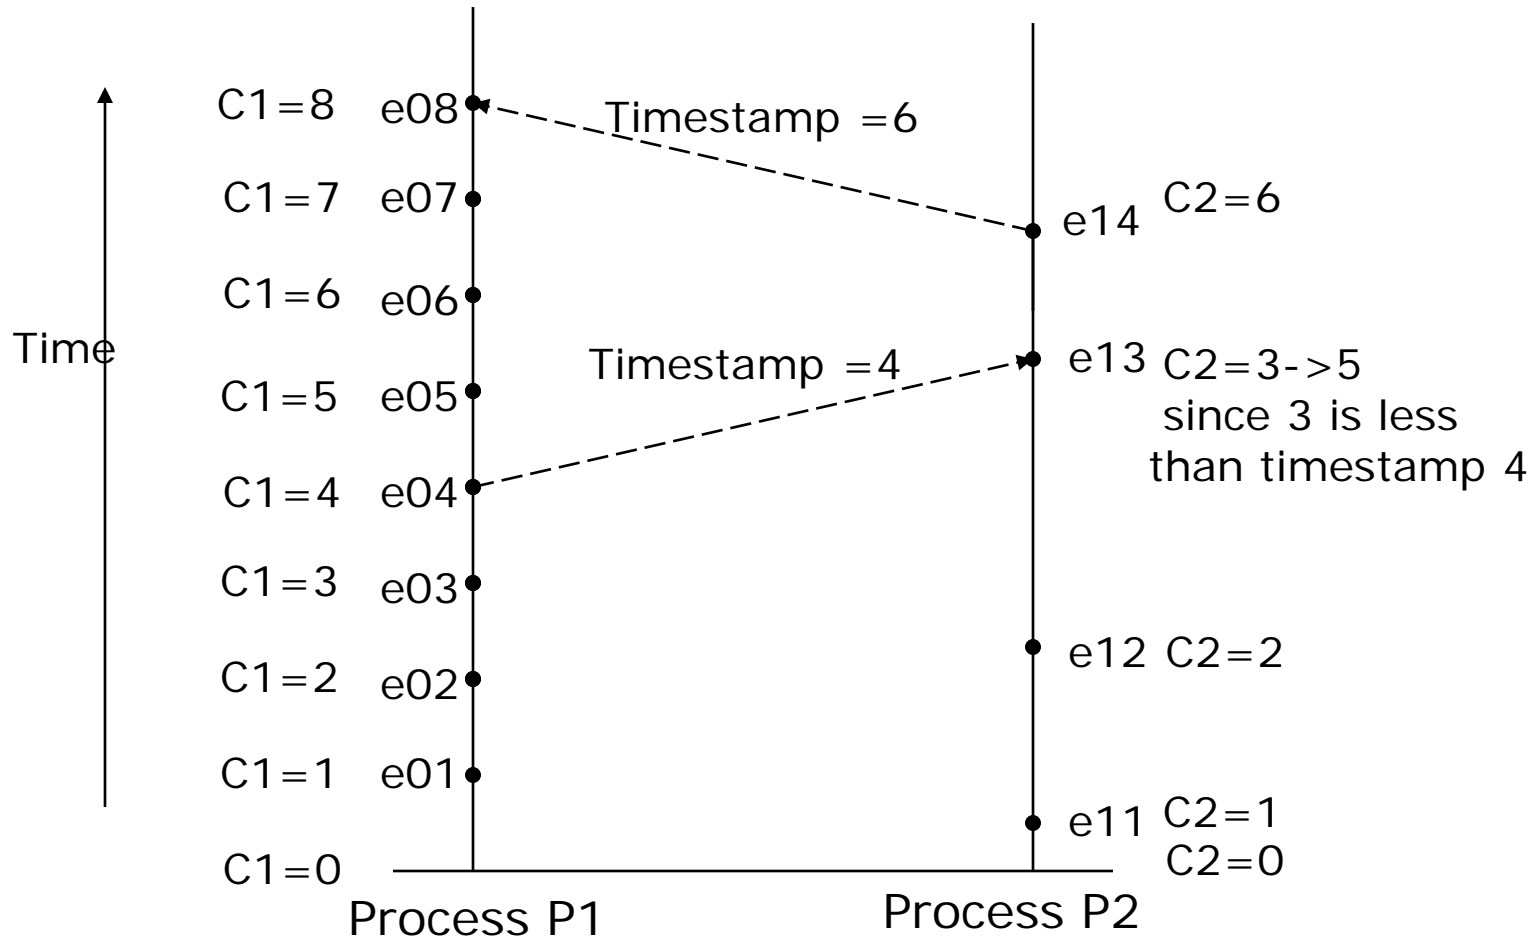 C1=8 e08 Timestamp =6
C1=7 e07 C2=6
e14
C1=6 e06
Time
Timestamp =4 e13 C2=3->5
C1=5 e05 since 3 is less
than timestamp 4
C1=4 e04
C1=3 e03
e12 C2=2
C1=2 e02
C1=1 e01
e11 C2=1
C2=0
C1=0
Process P1 Process P2